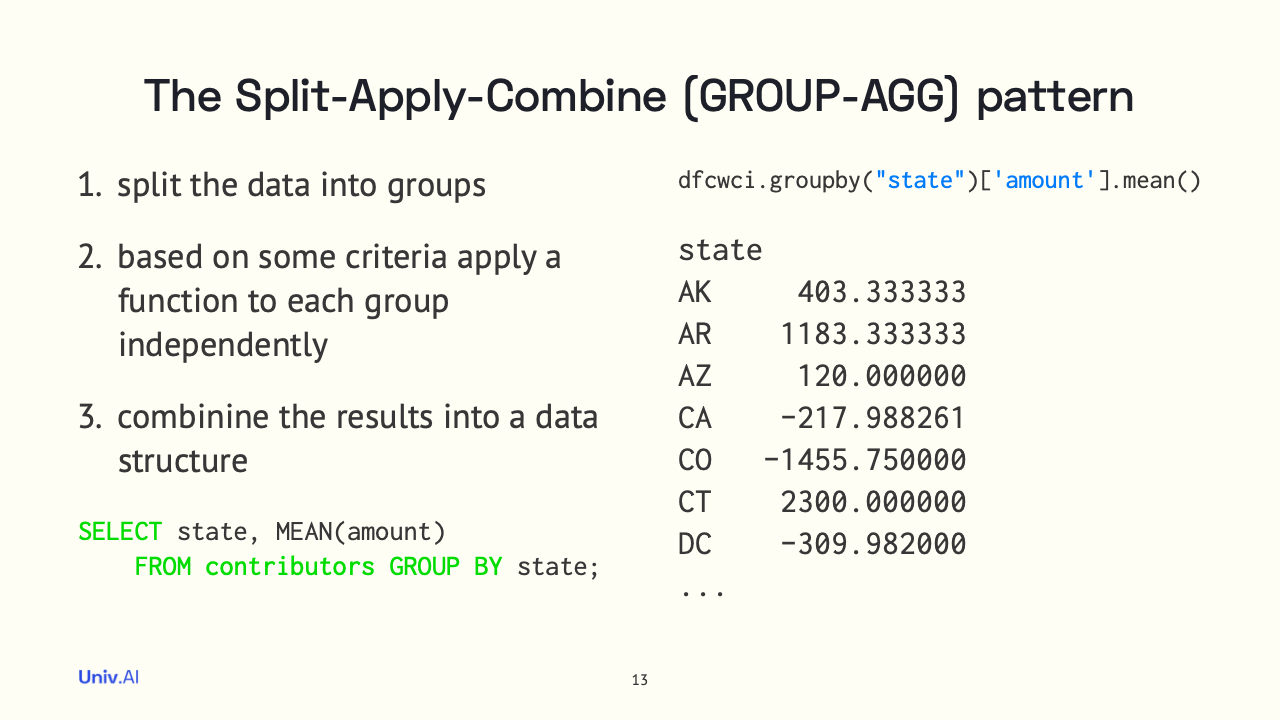 The Split-Apply-Combine (GROUP-AGG) pattern
1. split the data into groups
2. based on some criteria apply a
function to each group
independently
3. combinine the results into a data
structure
SELECT state, MEAN(amount)
    FROM contributors GROUP BY state;
dfcwci.groupby("state")['amount'].mean()
state
AK     403.333333
AR    1183.333333
AZ     120.000000
CA    -217.988261
CO   -1455.750000
CT    2300.000000
DC    -309.982000
...
Univ.AI
13